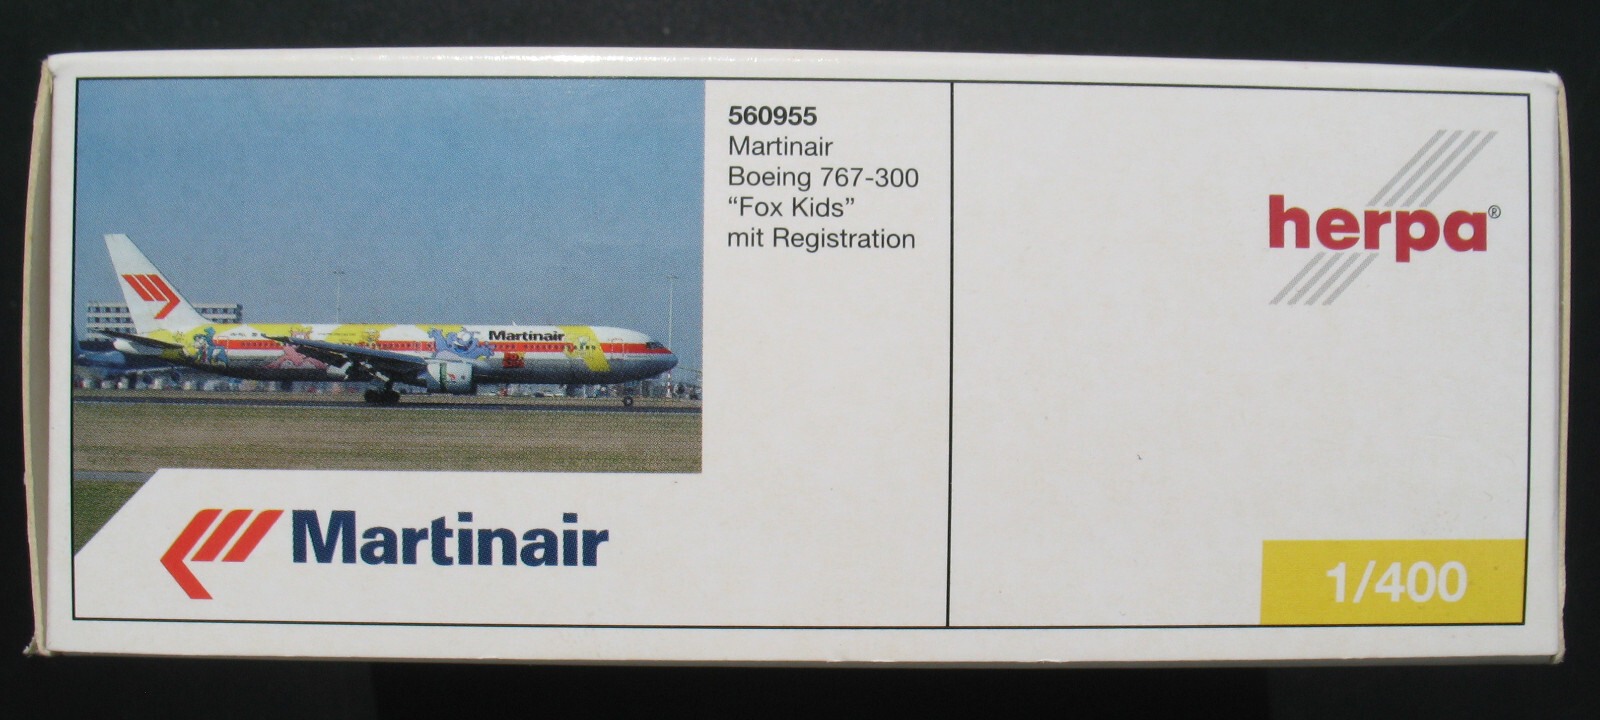 560955
Martinair
Boeing 767-300
“Fox Kids”
mit Registration
herpa®
Martinair
Martinair
1/400